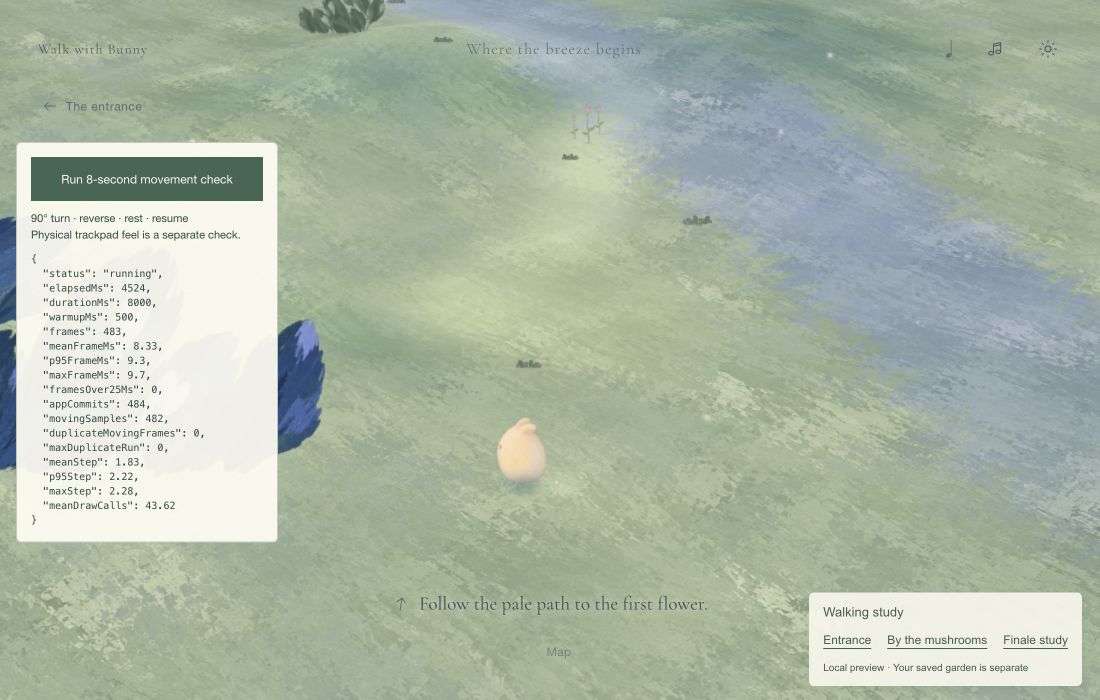 Walk with Bunny
Where the breeze begins
← The entrance
Run 8-second movement check
90° turn · reverse · rest · resume
Physical trackpad feel is a separate check.
{
  "status": "running",
  "elapsedMs": 4524,
  "durationMs": 8000,
  "warmupMs": 500,
  "frames": 483,
  "meanFrameMs": 8.33,
  "p95FrameMs": 9.3,
  "maxFrameMs": 9.7,
  "framesOver25Ms": 0,
  "appCommits": 484,
  "movingSamples": 482,
  "duplicateMovingFrames": 0,
  "maxDuplicateRun": 0,
  "meanStep": 1.83,
  "p95Step": 2.22,
  "maxStep": 2.28,
  "meanDrawCalls": 43.62
}
↑ Follow the pale path to the first flower.
Map
Walking study
Entrance By the mushrooms Finale study
Local preview · Your saved garden is separate